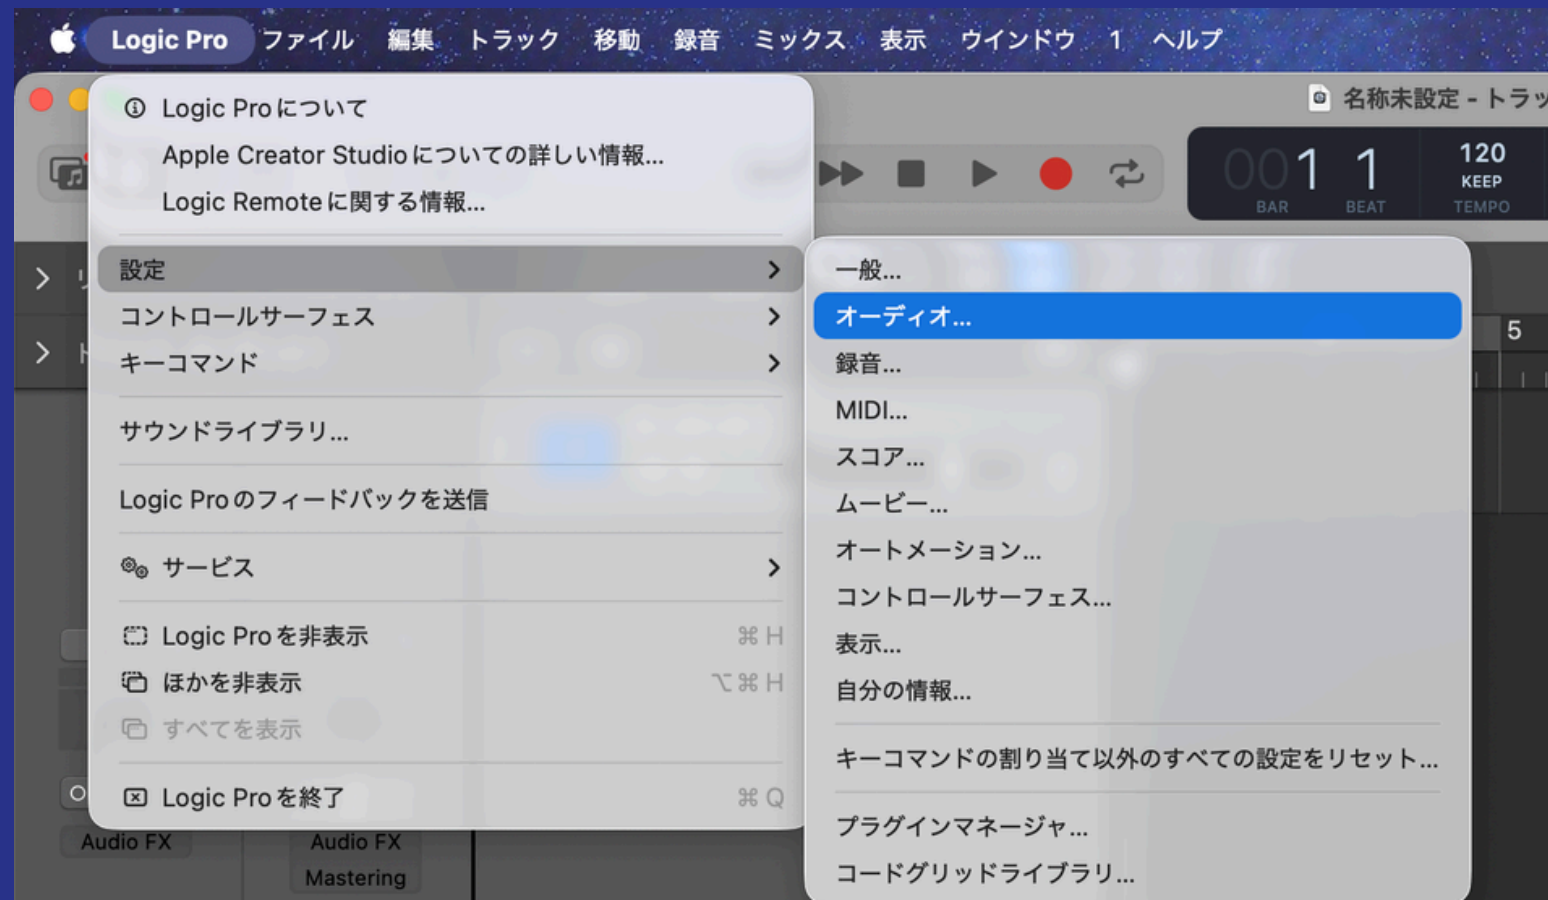 Logic Pro ファイル 編集 トラック 移動 録音 ミックス 表示 ウインドウ 1 ヘルプ
名称未設定 - トラッ
Logic Proについて
Apple Creator Studioについての詳しい情報...
Logic Remoteに関する情報...
設定
コントロールサーフェス
キーコマンド
サウンドライブラリ...
Logic Proのフィードバックを送信
サービス
Logic Proを非表示 ⌘ H
ほかを非表示 ⌥ ⌘ H
すべてを表示
Logic Proを終了 ⌘ Q
001 1 120
KEEP
BAR BEAT TEMPO
一般...
オーディオ...
録音...
MIDI...
スコア...
ムービー...
オートメーション...
コントロールサーフェス...
表示...
自分の情報...
キーコマンドの割り当て以外のすべての設定をリセット...
プラグインマネージャ...
コードグリッドライブラリ...
5
Audio FX Audio FX
Mastering